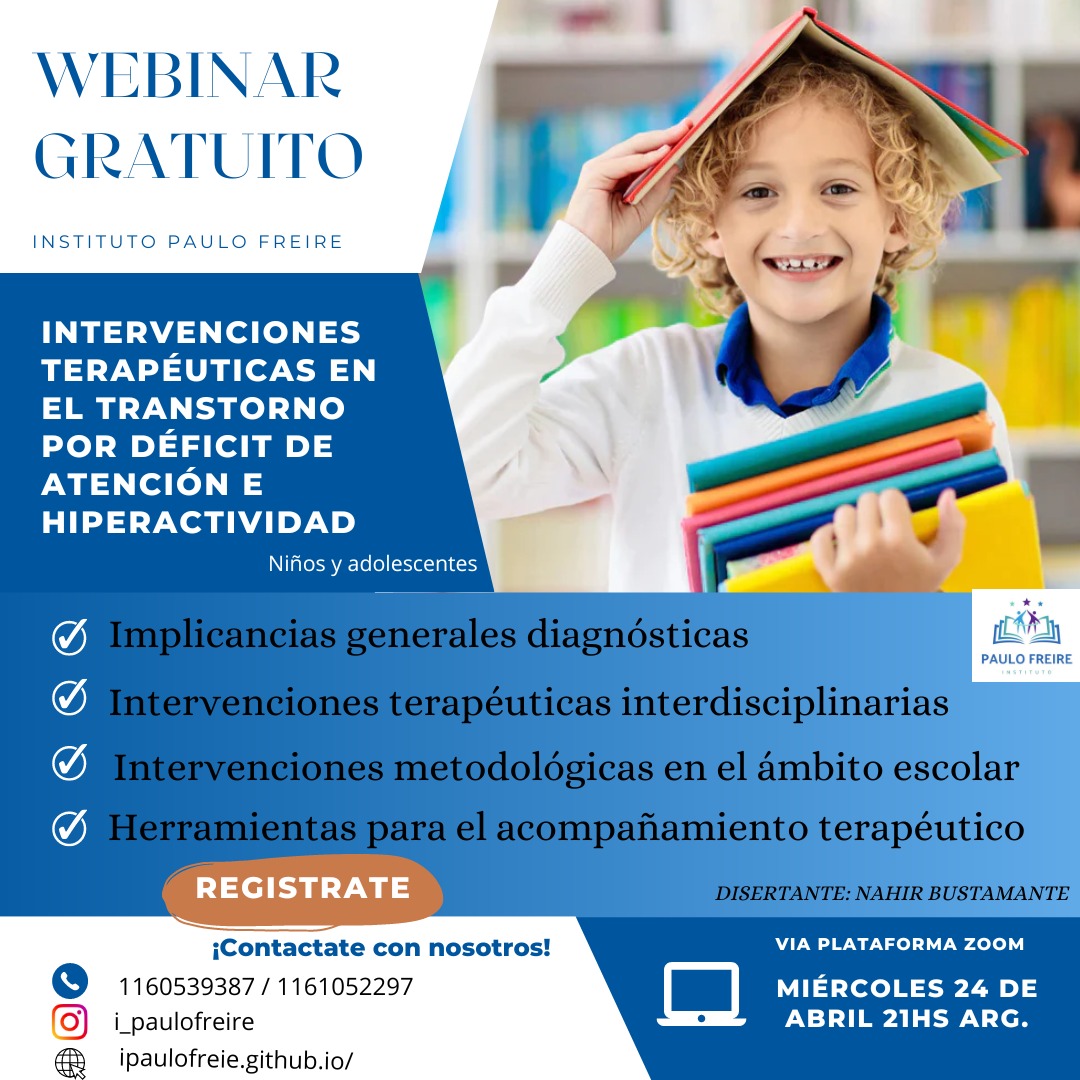 WEBINAR
GRATUITO
INSTITUTO PAULO FREIRE
INTERVENCIONES
TERAPÉUTICAS EN
EL TRANSTORNO
POR DÉFICIT DE
ATENCIÓN E
HIPERACTIVIDAD
Niños y adolescentes
Implicancias generales diagnósticas
Intervenciones terapéuticas interdisciplinarias
Intervenciones metodológicas en el ámbito escolar
Herramientas para el acompañamiento terapéutico
PAULO FREIRE
INSTITUTO
REGISTRATE
DISERTANTE: NAHIR BUSTAMANTE
¡Contactate con nosotros!
1160539387 / 1161052297
i_paulofreire
ipaulofreie.github.io/
VIA PLATAFORMA ZOOM
MIÉRCOLES 24 DE
ABRIL 21HS ARG.